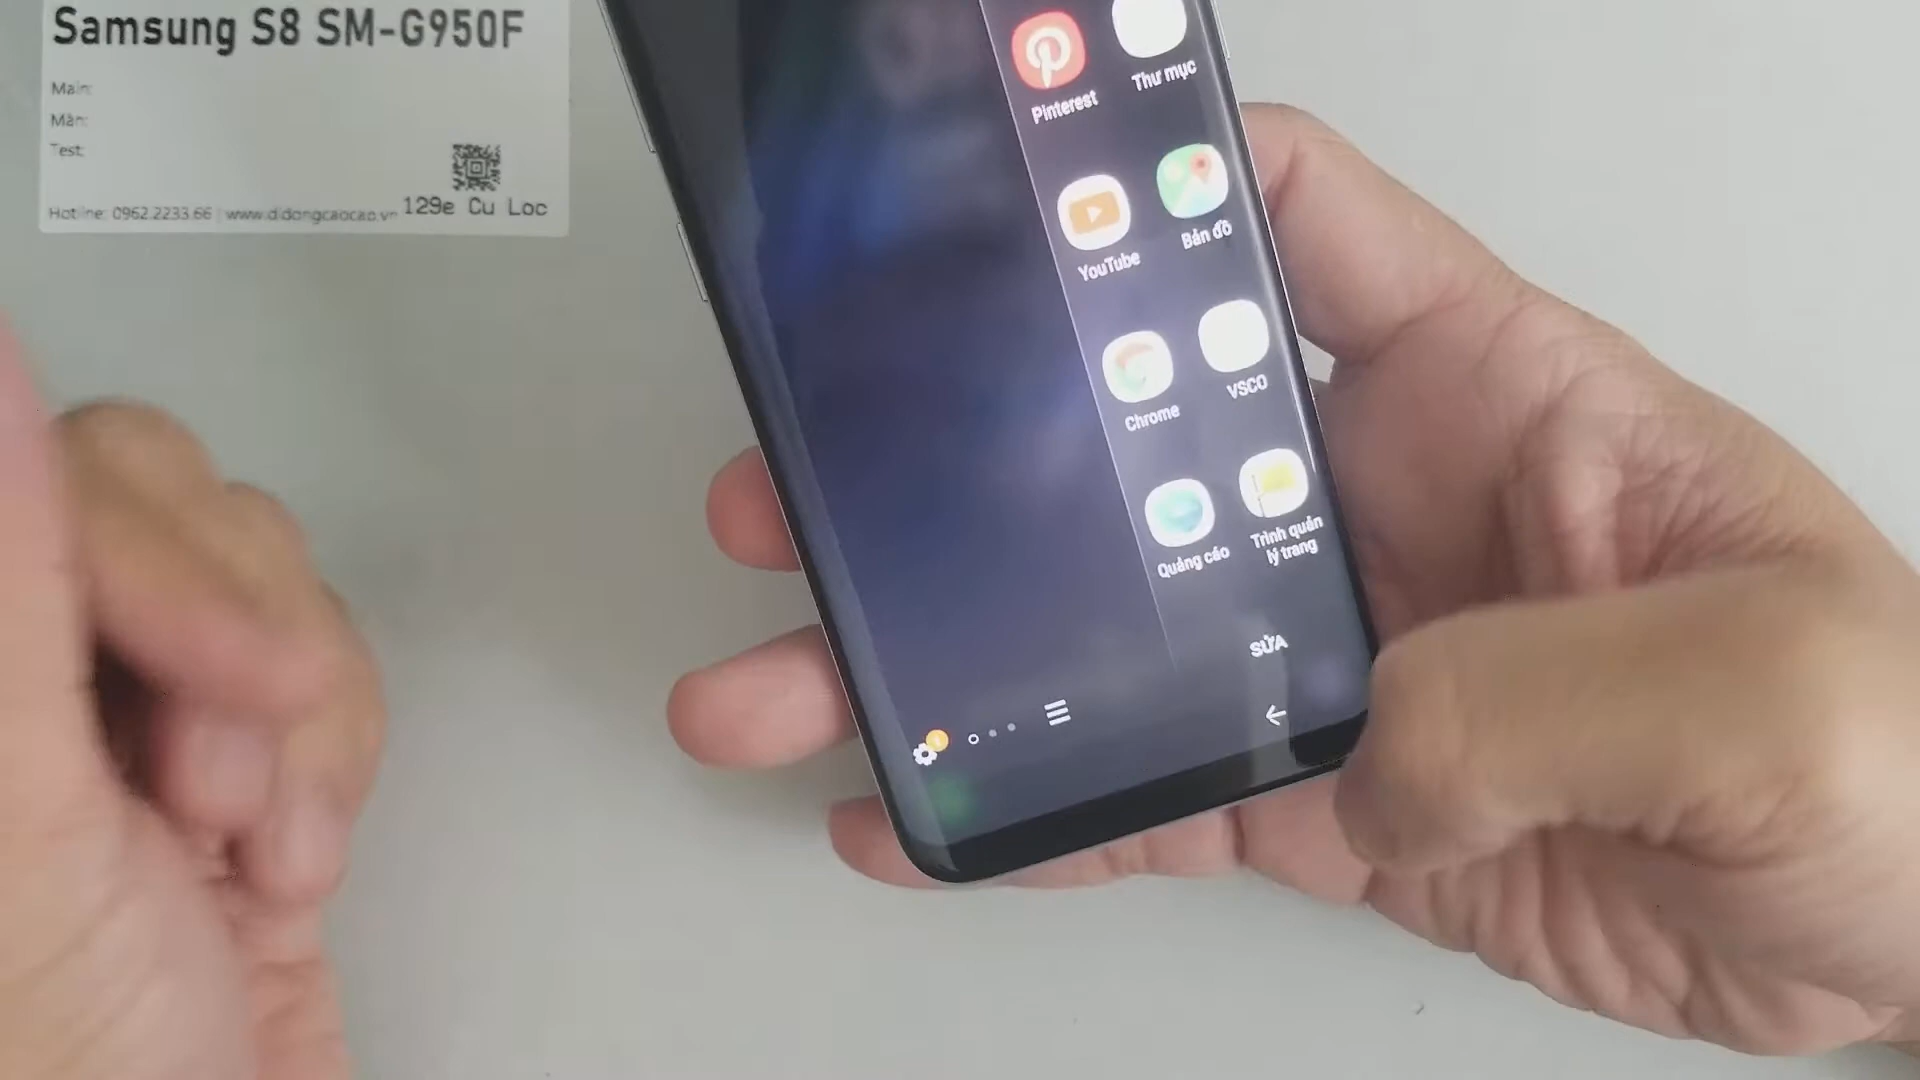 Samsung S8 SM-G950F
Main:
Màn:
Test:
Hotline: 0962.2233.66 | www.didongcaocap.vn 129e Cu Loc
Pinterest
Thư mục
YouTube
Bản đồ
Chrome
VSCO
Quảng cáo
Trình quản
lý trang
SỬA